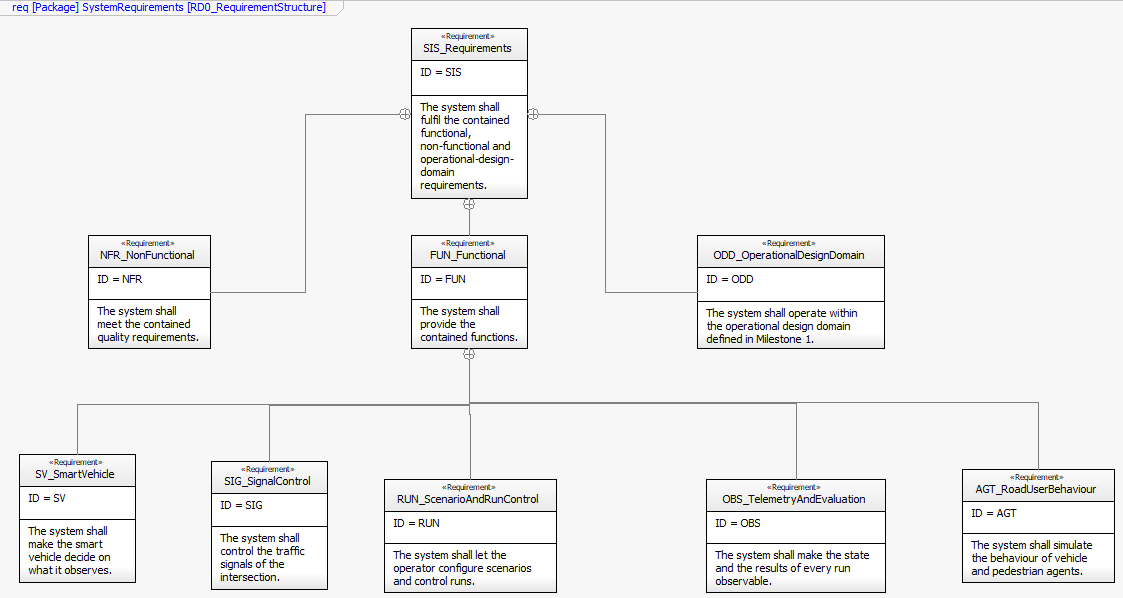 req [Package] SystemRequirements [RD0_RequirementStructure]
«Requirement»
SIS_Requirements
ID = SIS
The system shall
fulfil the contained
functional,
non-functional and
operational-design-
domain
requirements.
«Requirement»
NFR_NonFunctional
ID = NFR
The system shall
meet the contained
quality requirements.
«Requirement»
FUN_Functional
ID = FUN
The system shall
provide the
contained functions.
«Requirement»
ODD_OperationalDesignDomain
ID = ODD
The system shall operate within
the operational design domain
defined in Milestone 1.
«Requirement»
SV_SmartVehicle
ID = SV
The system shall
make the smart
vehicle decide on
what it observes.
«Requirement»
SIG_SignalControl
ID = SIG
The system shall
control the traffic
signals of the
intersection.
«Requirement»
RUN_ScenarioAndRunControl
ID = RUN
The system shall let the
operator configure scenarios
and control runs.
«Requirement»
OBS_TelemetryAndEvaluation
ID = OBS
The system shall make the state
and the results of every run
observable.
«Requirement»
AGT_RoadUserBehaviour
ID = AGT
The system shall simulate
the behaviour of vehicle
and pedestrian agents.